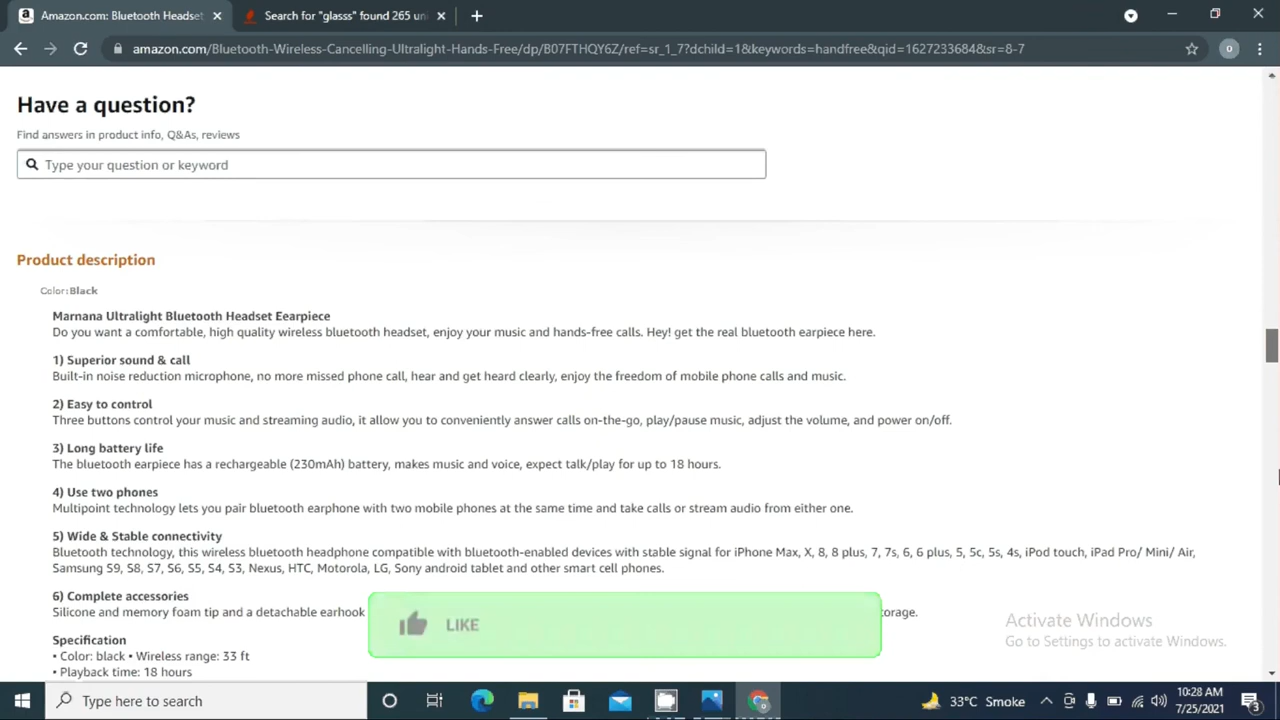 Amazon.com: Bluetooth Headset
Search for "glasss" found 265 uni
amazon.com/Bluetooth-Wireless-Cancelling-Ultralight-Hands-Free/dp/B07FTHQY6Z/ref=sr_1_7?dchild=1&keywords=handfree&qid=1627233684&sr=8-7
Have a question?
Find answers in product info, Q&As, reviews
Type your question or keyword
Product description
Color:Black
Marnana Ultralight Bluetooth Headset Eearpiece
Do you want a comfortable, high quality wireless bluetooth headset, enjoy your music and hands-free calls. Hey! get the real bluetooth earpiece here.
1) Superior sound & call
Built-in noise reduction microphone, no more missed phone call, hear and get heard clearly, enjoy the freedom of mobile phone calls and music.
2) Easy to control
Three buttons control your music and streaming audio, it allow you to conveniently answer calls on-the-go, play/pause music, adjust the volume, and power on/off.
3) Long battery life
The bluetooth earpiece has a rechargeable (230mAh) battery, makes music and voice, expect talk/play for up to 18 hours.
4) Use two phones
Multipoint technology lets you pair bluetooth earphone with two mobile phones at the same time and take calls or stream audio from either one.
5) Wide & Stable connectivity
Bluetooth technology, this wireless bluetooth headphone compatible with bluetooth-enabled devices with stable signal for iPhone Max, X, 8, 8 plus, 7, 7s, 6, 6 plus, 5, 5c, 5s, 4s, iPod touch, iPad Pro/ Mini/ Air,
Samsung S9, S8, S7, S6, S5, S4, S3, Nexus, HTC, Motorola, LG, Sony android tablet and other smart cell phones.
6) Complete accessories
Silicone and memory foam tip and a detachable earhook
torage.
LIKE
Activate Windows
Go to Settings to activate Windows.
Specification
• Color: black • Wireless range: 33 ft
• Playback time: 18 hours
Type here to search
33°C Smoke
10:28 AM
7/25/2021
3